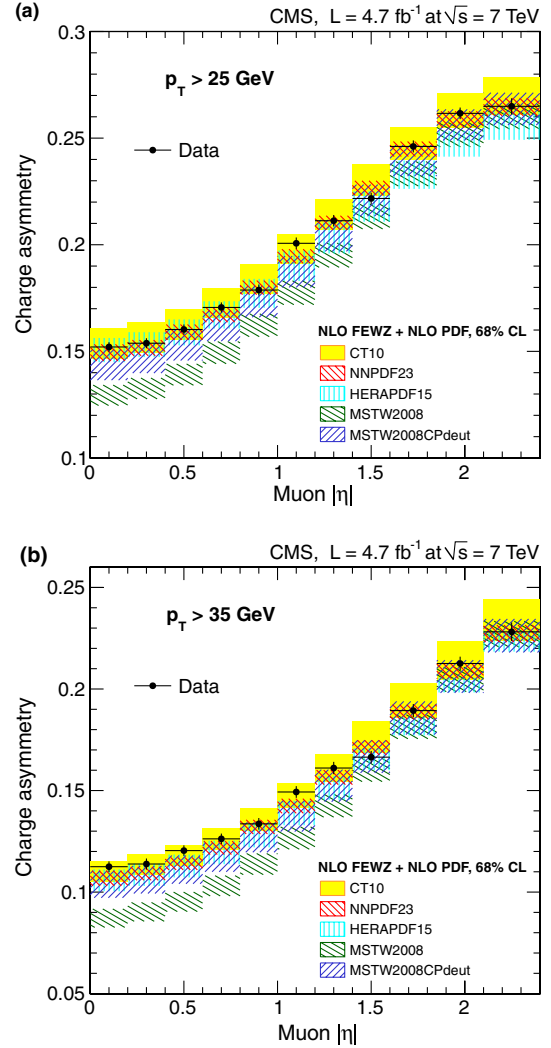 (a)
CMS, L = 4.7 fb⁻¹ at √s = 7 TeV
0.3
p_T > 25 GeV
0.25
Data
Charge asymmetry
0.2
NLO FEWZ + NLO PDF, 68% CL
CT10
0.15
NNPDF23
HERAPDF15
MSTW2008
MSTW2008CPdeut
0.1
0 0.5 1 1.5 2
Muon |η|
(b)
CMS, L = 4.7 fb⁻¹ at √s = 7 TeV
0.25
p_T > 35 GeV
0.2
Data
Charge asymmetry
0.15
NLO FEWZ + NLO PDF, 68% CL
CT10
0.1
NNPDF23
HERAPDF15
MSTW2008
MSTW2008CPdeut
0.05
0 0.5 1 1.5 2
Muon |η|